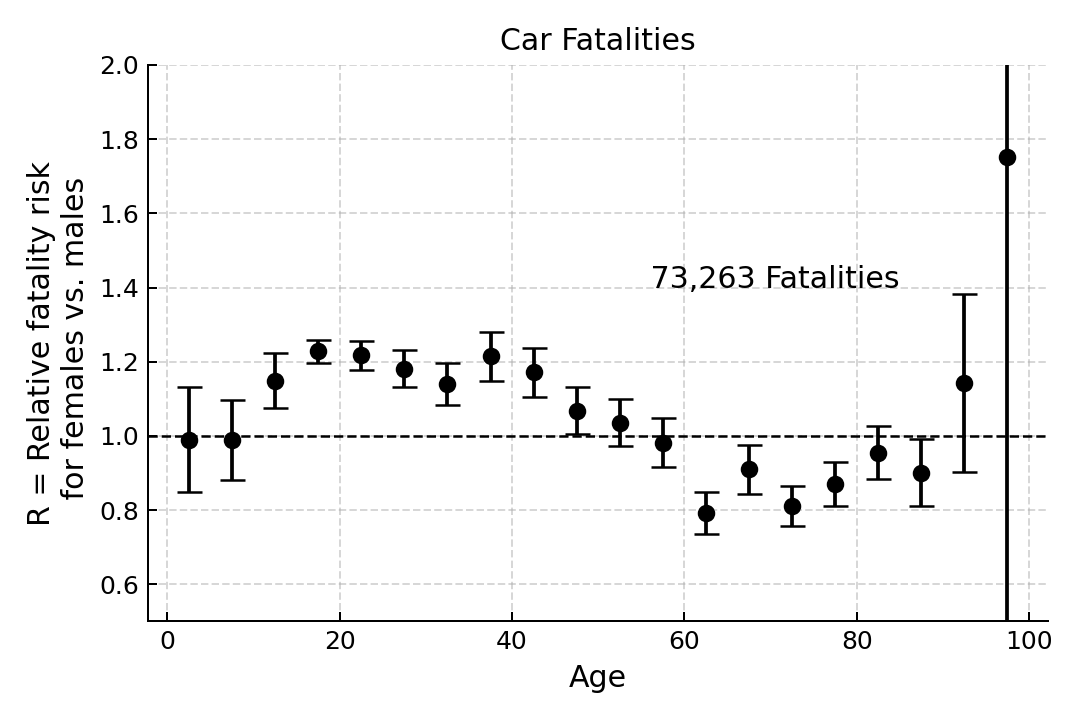 Car Fatalities
R = Relative fatality risk
for females vs. males
2.0
1.8
1.6
1.4
1.2
1.0
0.8
0.6
73,263 Fatalities
0
20
40
60
80
100
Age